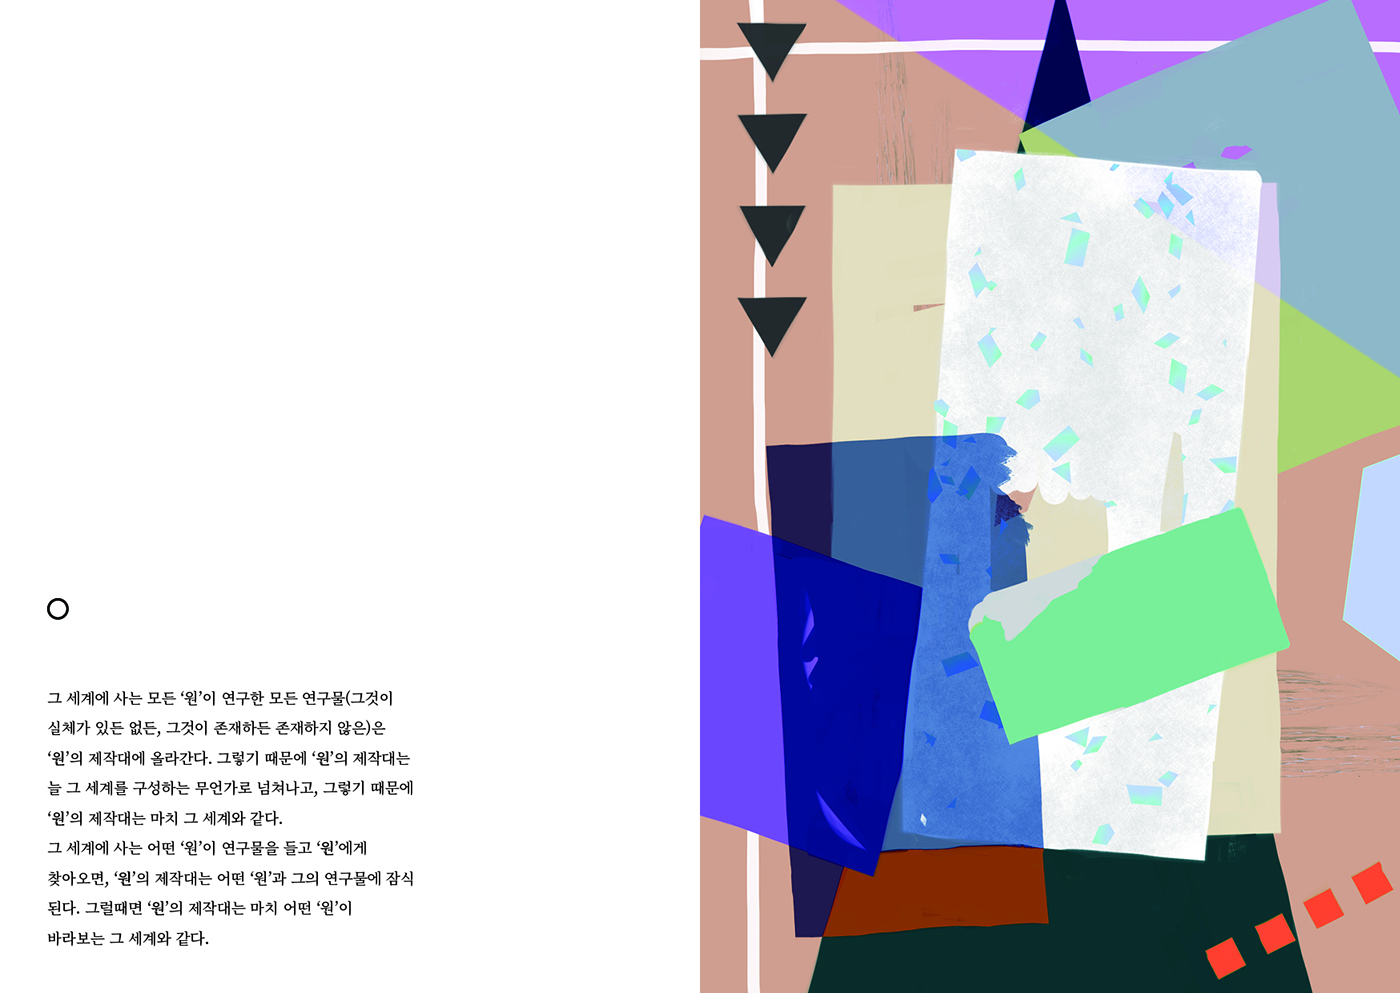 그 세계에 사는 모든 ‘원’이 연구한 모든 연구물(그것이
실체가 있든 없든, 그것이 존재하든 존재하지 않은)은
‘원’의 제작대에 올라간다. 그렇기 때문에 ‘원’의 제작대는
늘 그 세계를 구성하는 무언가로 넘쳐나고, 그렇기 때문에
‘원’의 제작대는 마치 그 세계와 같다.
그 세계에 사는 어떤 ‘원’이 연구물을 들고 ‘원’에게
찾아오면, ‘원’의 제작대는 어떤 ‘원’과 그의 연구물에 잠식
된다. 그럴때면 ‘원’의 제작대는 마치 어떤 ‘원’이
바라보는 그 세계와 같다.